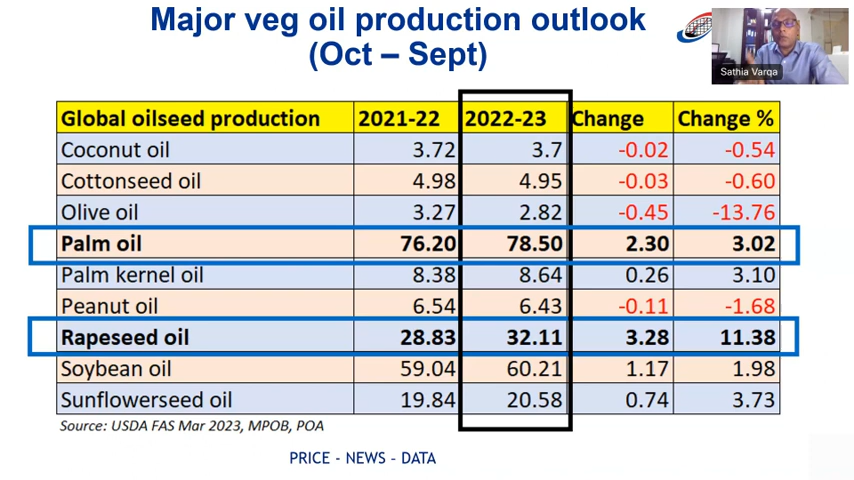 Major veg oil production outlook
(Oct – Sept)
Sathia Varqa
Global oilseed production 2021-22 2022-23 Change Change %
Coconut oil 3.72 3.7 -0.02 -0.54
Cottonseed oil 4.98 4.95 -0.03 -0.60
Olive oil 3.27 2.82 -0.45 -13.76
Palm oil 76.20 78.50 2.30 3.02
Palm kernel oil 8.38 8.64 0.26 3.10
Peanut oil 6.54 6.43 -0.11 -1.68
Rapeseed oil 28.83 32.11 3.28 11.38
Soybean oil 59.04 60.21 1.17 1.98
Sunflowerseed oil 19.84 20.58 0.74 3.73
Source: USDA FAS Mar 2023, MPOB, POA
PRICE - NEWS - DATA